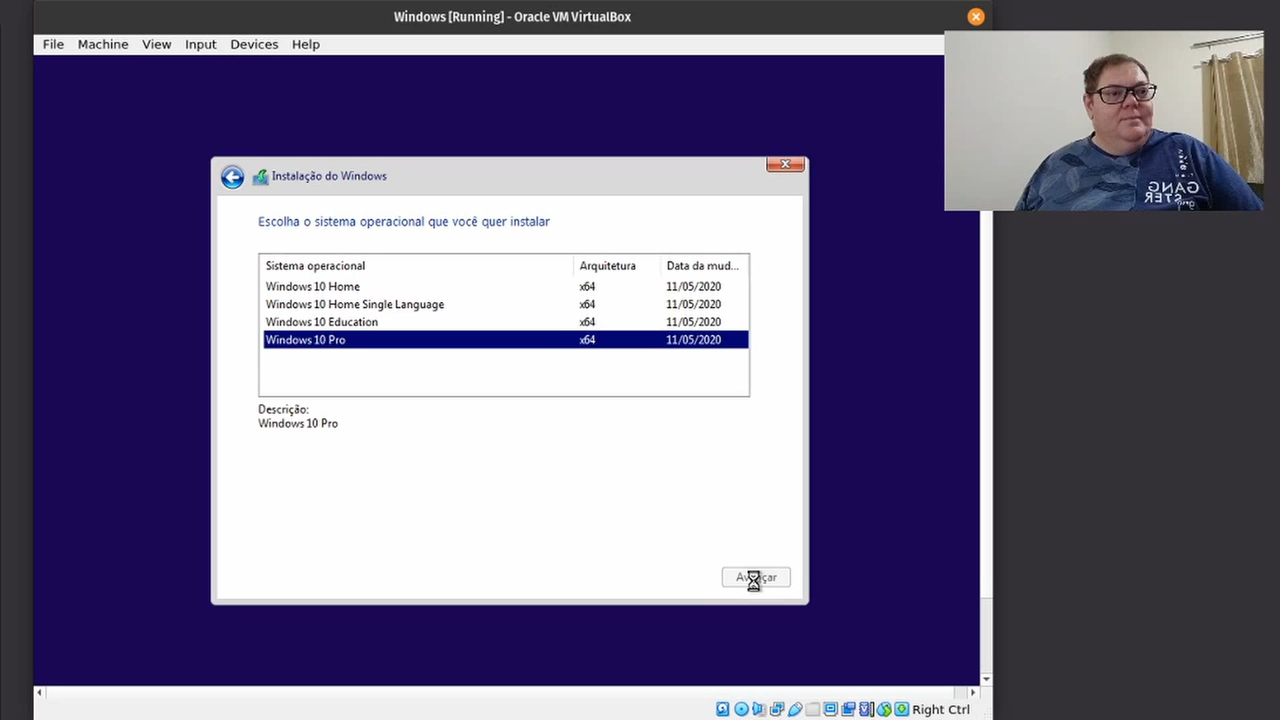 Windows [Running] - Oracle VM VirtualBox
File Machine View Input Devices Help
Instalação do Windows
Escolha o sistema operacional que você quer instalar
Sistema operacional Arquitetura Data da mud...
Windows 10 Home x64 11/05/2020
Windows 10 Home Single Language x64 11/05/2020
Windows 10 Education x64 11/05/2020
Windows 10 Pro x64 11/05/2020
Descrição:
Windows 10 Pro
GANG
STER
Right Ctrl